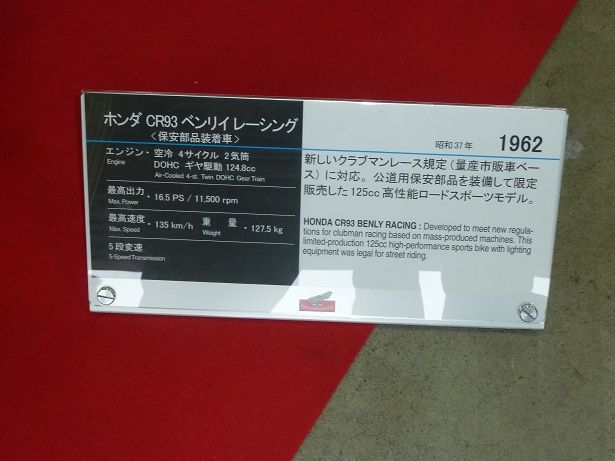 ホンダ CR93 ベンリイ レーシング
<保安部品装着車>
エンジン・空冷 4サイクル 2気筒
Engine DOHC ギヤ駆動 124.8cc
Air-Cooled 4-st. Twin DOHC Gear Train
最高出力・16.5 PS / 11,500 rpm
Max. Power
最高速度・135 km/h 重量・127.5 kg
Max. Speed Weight
5段変速
5-Speed Transmission
昭和37年 1962
新しいクラブマンレース規定（量産市販車ベー
ス）に対応。公道用保安部品を装備して限定
販売した125cc高性能ロードスポーツモデル。
HONDA CR93 BENLY RACING : Developed to meet new regula-
tions for clubman racing based on mass-produced machines. This
limited-production 125cc high-performance sports bike with lighting
equipment was legal for street riding.